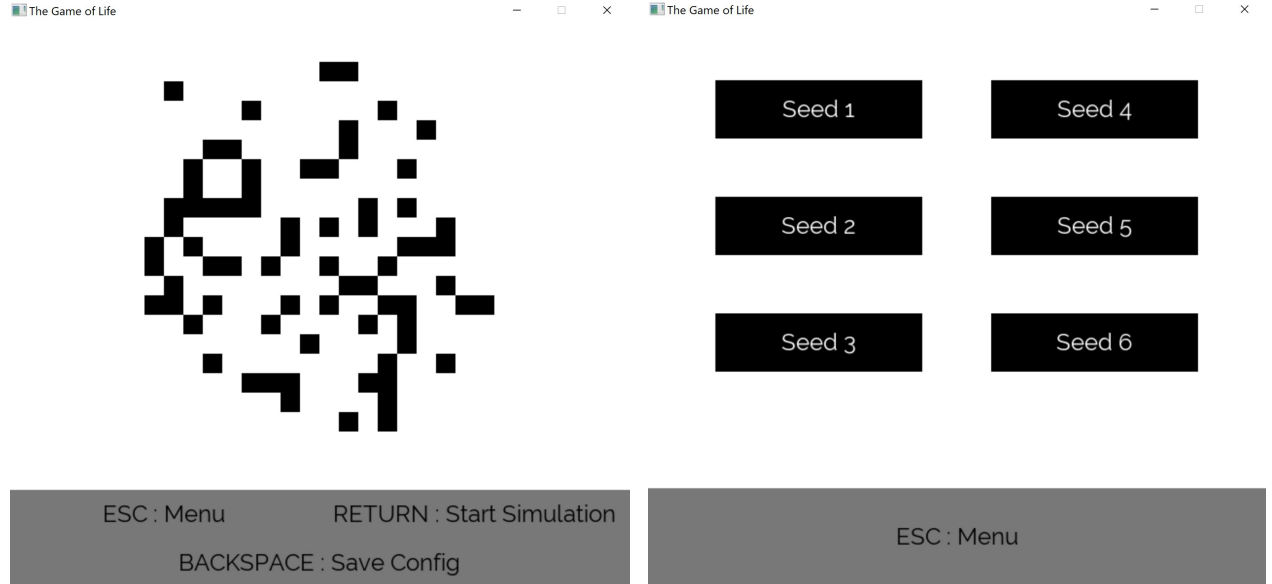 The Game of Life
ESC : Menu
RETURN : Start Simulation
BACKSPACE : Save Config
The Game of Life
Seed 1
Seed 4
Seed 2
Seed 5
Seed 3
Seed 6
ESC : Menu